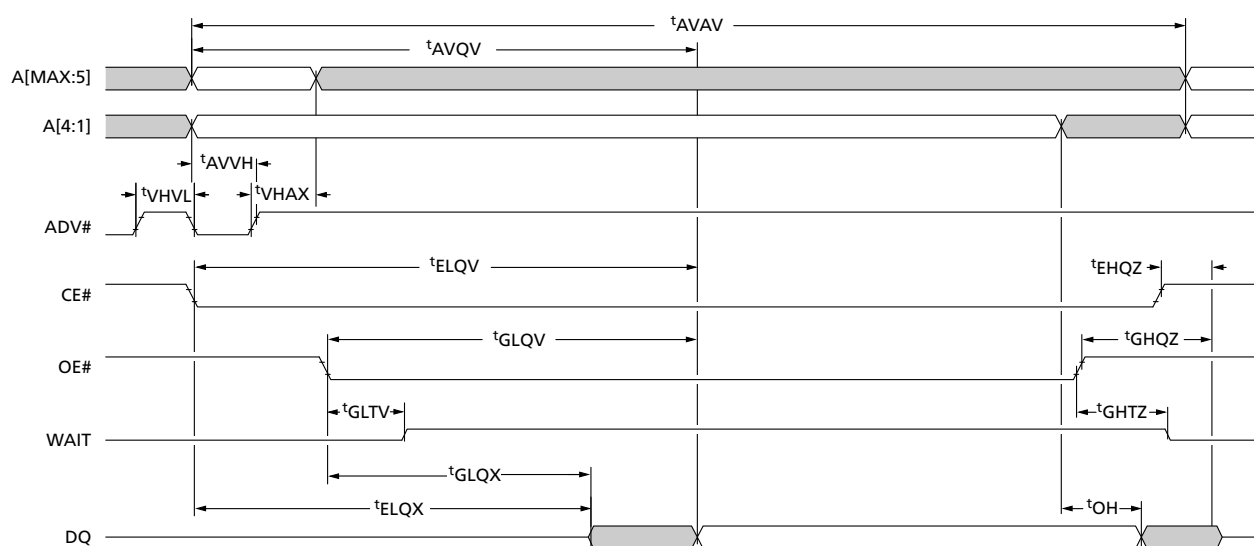 tAVAV
tAVQV
A[MAX:5]
A[4:1]
tAVVH
tVHVL
tVHAX
ADV#
tELQV
tEHQZ
CE#
tGLQV
tGHQZ
OE#
tGLTV
tGHTZ
WAIT
tGLQX
tELQX
tOH
DQ